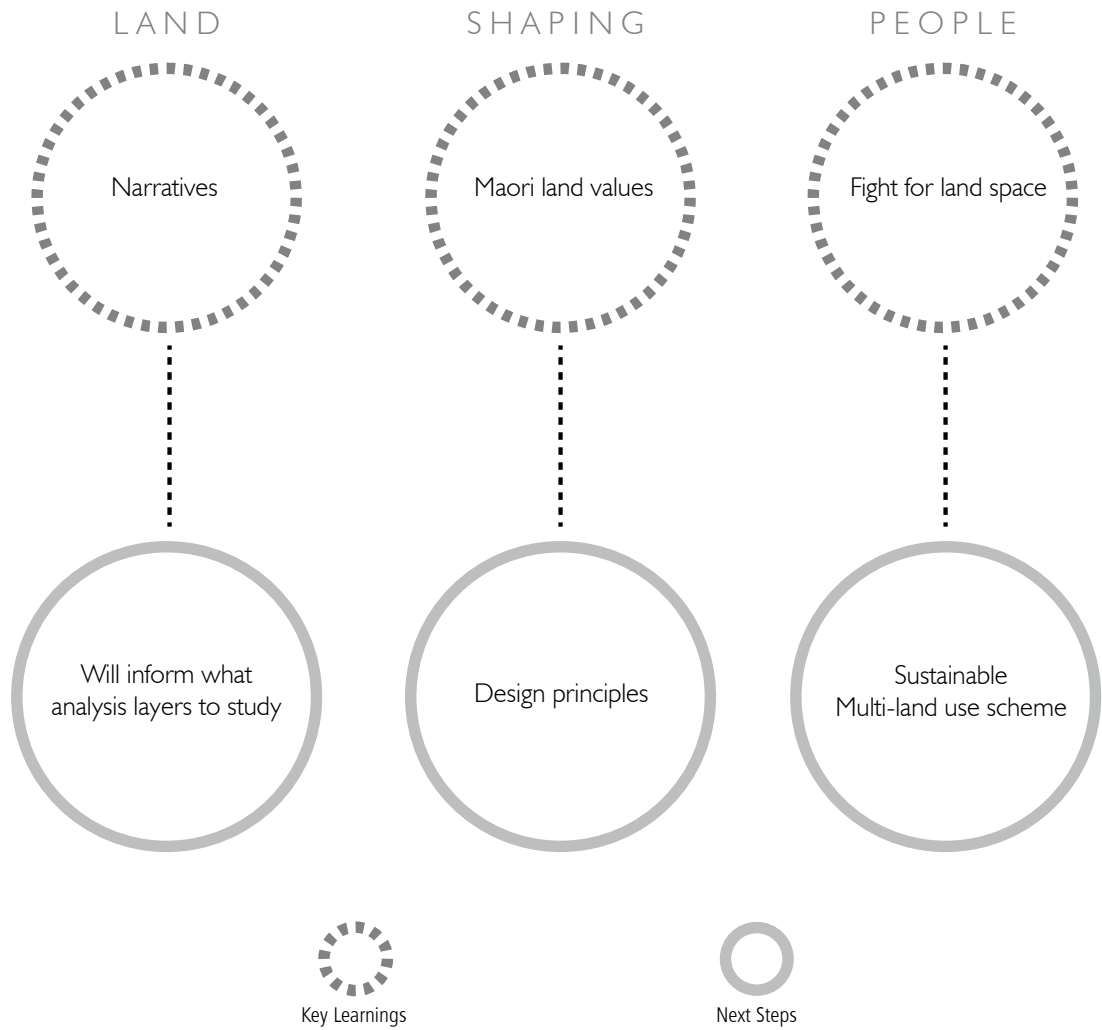 LAND
SHAPING
PEOPLE
Narratives
Maori land values
Fight for land space
Will inform what
analysis layers to study
Design principles
Sustainable
Multi-land use scheme
Key Learnings
Next Steps